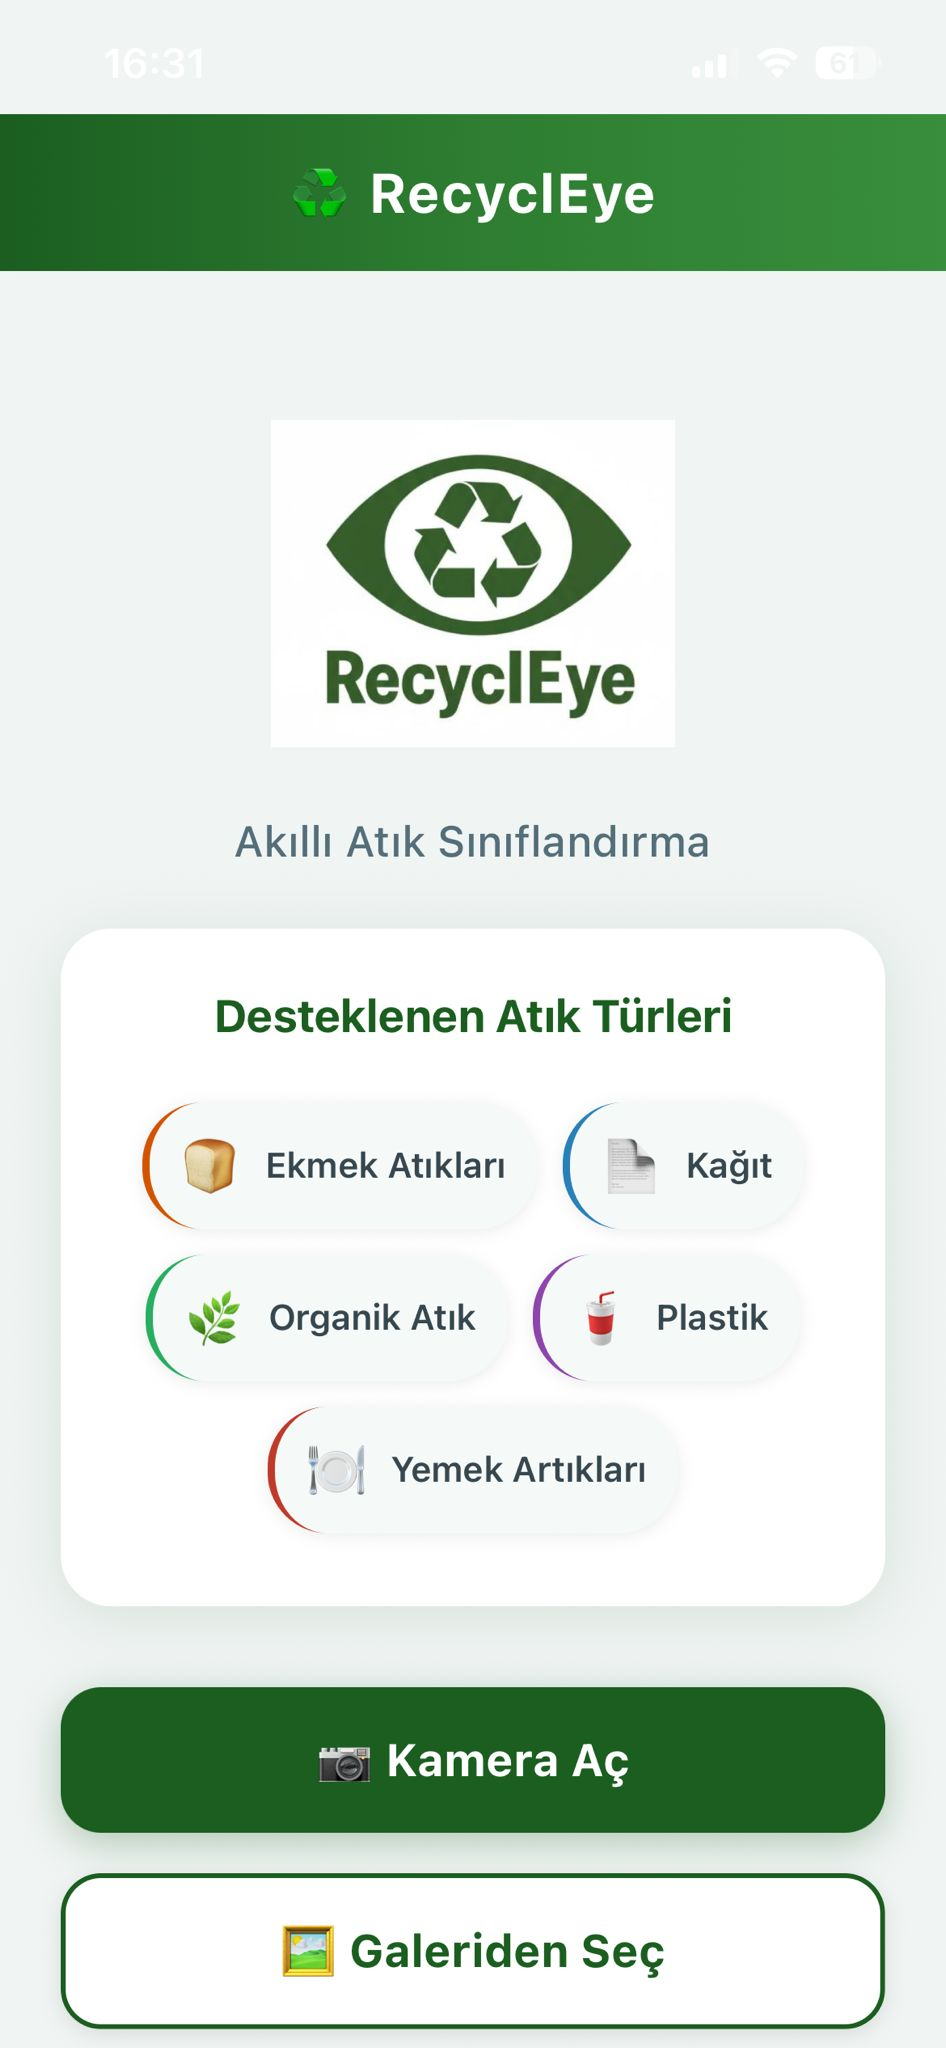 16:31
61
RecyclEye
RecyclEye
Akıllı Atık Sınıflandırma
Desteklenen Atık Türleri
Ekmek Atıkları
Kağıt
Organik Atık
Plastik
Yemek Artıkları
Kamera Aç
Galeriden Seç